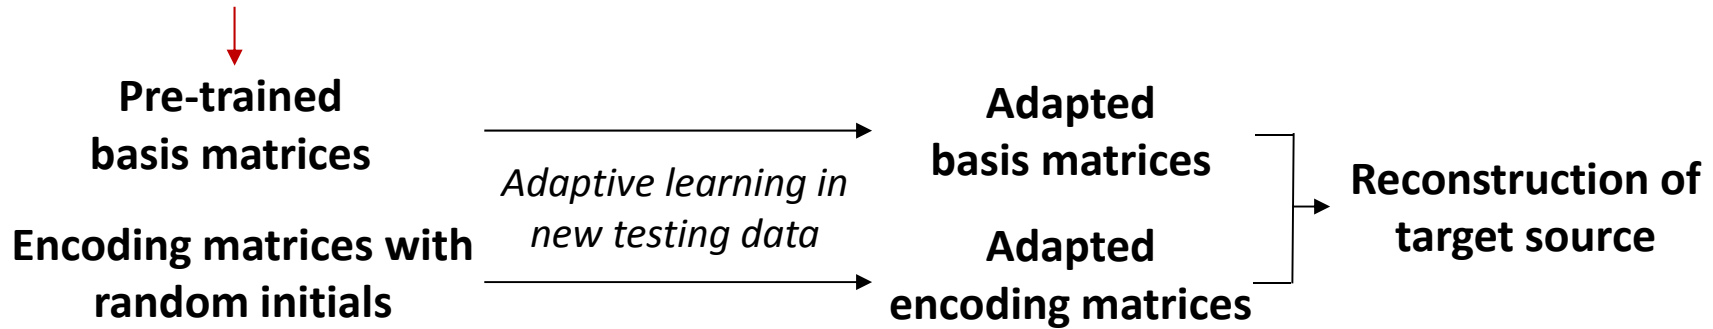 Pre-trained
basis matrices
Encoding matrices with
random initials
Adaptive learning in
new testing data
Adapted
basis matrices
Adapted
encoding matrices
Reconstruction of
target source